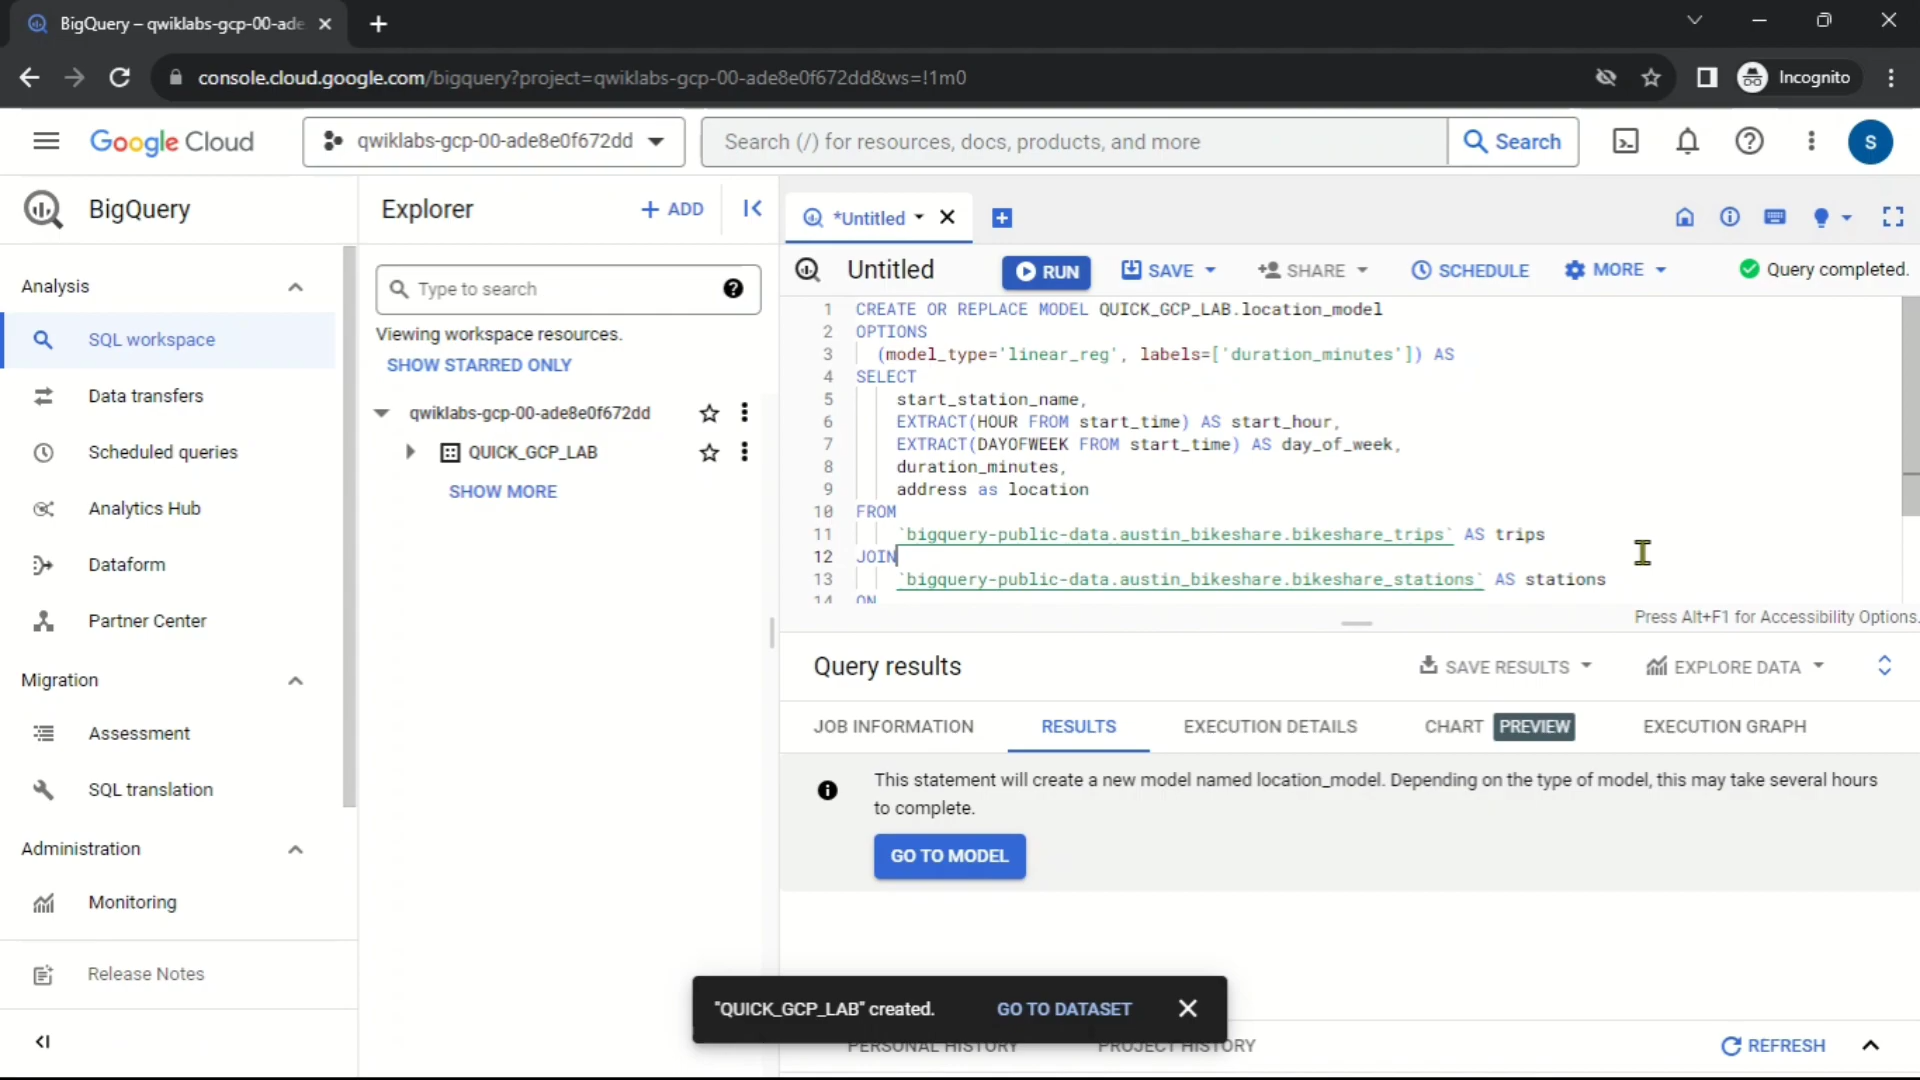 BigQuery – qwiklabs-gcp-00-ade
console.cloud.google.com/bigquery?project=qwiklabs-gcp-00-ade8e0f672dd&ws=!1m0
Incognito
Google Cloud
qwiklabs-gcp-00-ade8e0f672dd
Search (/) for resources, docs, products, and more
Search
S
BigQuery
Analysis
SQL workspace
Data transfers
Scheduled queries
Analytics Hub
Dataform
Partner Center
Migration
Assessment
SQL translation
Administration
Monitoring
Release Notes
Explorer
+ ADD
Type to search
Viewing workspace resources.
SHOW STARRED ONLY
qwiklabs-gcp-00-ade8e0f672dd
QUICK_GCP_LAB
SHOW MORE
*Untitled
Untitled
RUN
SAVE
SHARE
SCHEDULE
MORE
Query completed.
1 CREATE OR REPLACE MODEL QUICK_GCP_LAB.location_model
2 OPTIONS
3 (model_type='linear_reg', labels=['duration_minutes']) AS
4 SELECT
5 start_station_name,
6 EXTRACT(HOUR FROM start_time) AS start_hour,
7 EXTRACT(DAYOFWEEK FROM start_time) AS day_of_week,
8 duration_minutes,
9 address as location
10 FROM
11 `bigquery-public-data.austin_bikeshare.bikeshare_trips` AS trips
12 JOIN
13 `bigquery-public-data.austin_bikeshare.bikeshare_stations` AS stations
14 ON
Press Alt+F1 for Accessibility Options.
Query results
SAVE RESULTS
EXPLORE DATA
JOB INFORMATION
RESULTS
EXECUTION DETAILS
CHART PREVIEW
EXECUTION GRAPH
This statement will create a new model named location_model. Depending on the type of model, this may take several hours
to complete.
GO TO MODEL
"QUICK_GCP_LAB" created.
GO TO DATASET
PERSONAL HISTORY
PROJECT HISTORY
REFRESH